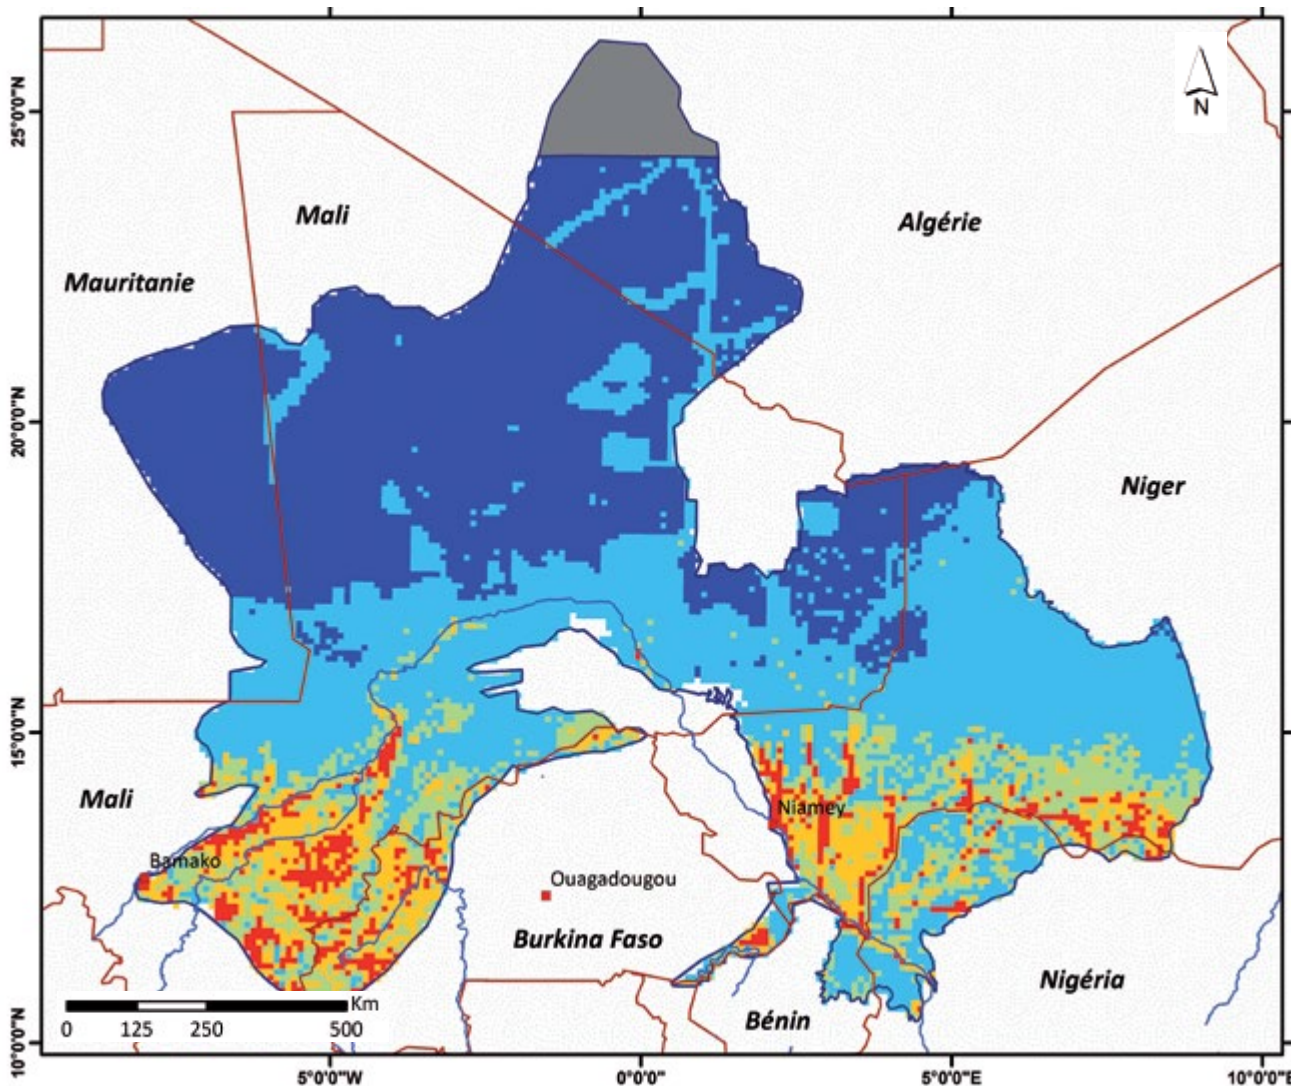 N
25°0'0"N
Mali
Algérie
Mauritanie
20°0'0"N
Niger
15°0'0"N
Mali
Niamey
Bamako
Ouagadougou
Burkina Faso
Nigéria
Km
0 125 250 500
Bénin
10°0'0"N
5°0'0"W 0°0'0" 5°0'0"E 10°0'0"E